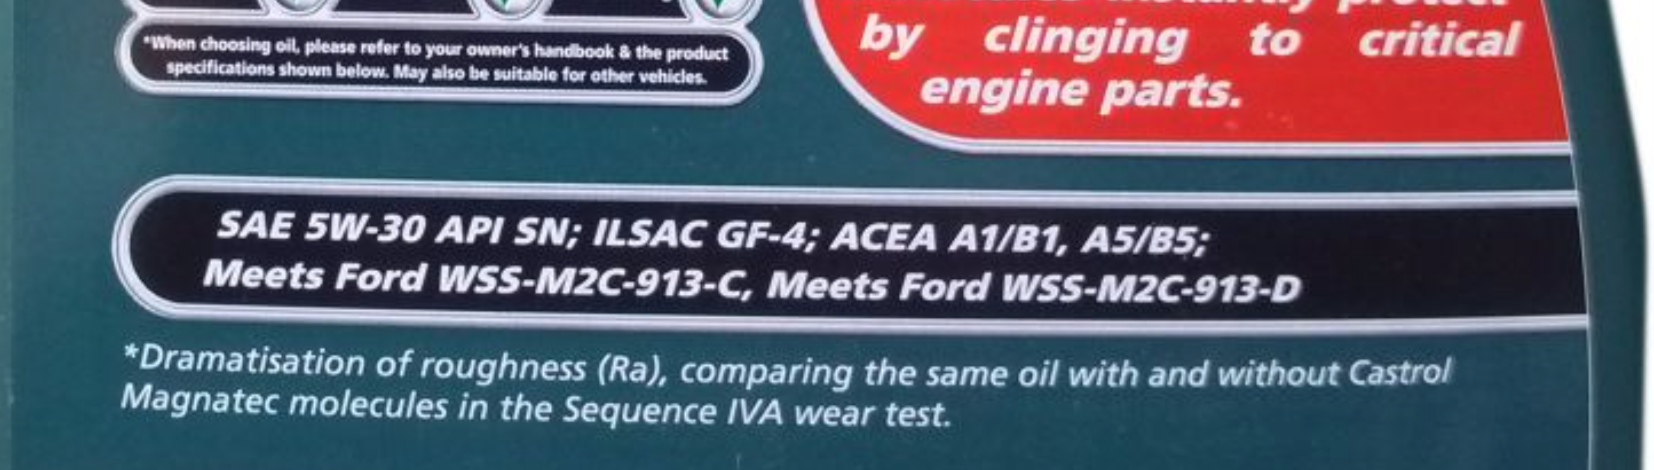 *When choosing oil, please refer to your owner's handbook & the product
specifications shown below. May also be suitable for other vehicles.
instantly protect
by clinging to critical
engine parts.
SAE 5W-30 API SN; ILSAC GF-4; ACEA A1/B1, A5/B5;
Meets Ford WSS-M2C-913-C, Meets Ford WSS-M2C-913-D
*Dramatisation of roughness (Ra), comparing the same oil with and without Castrol
Magnatec molecules in the Sequence IVA wear test.